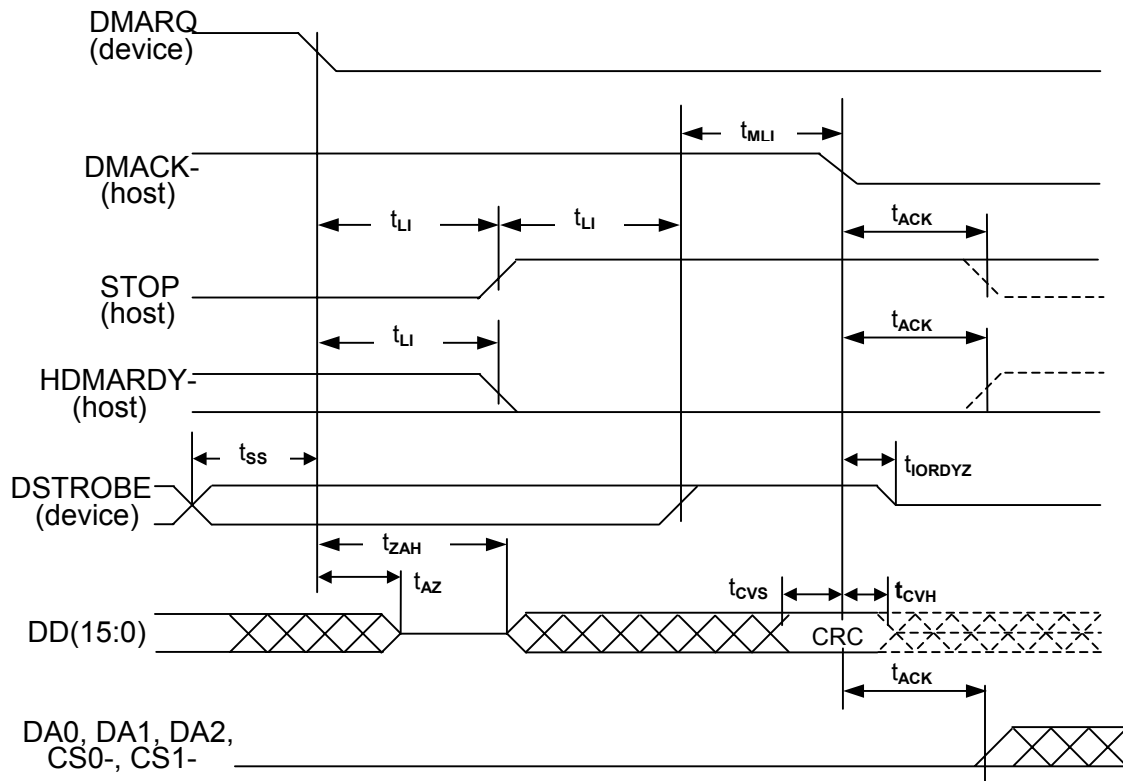 DMARQ
(device)
tMLI
DMACK-
(host)
tLI
tLI
tACK
STOP
(host)
tLI
tACK
HDMARDY-
(host)
tSS
tIORDYZ
DSTROBE
(device)
tZAH
tAZ
tCVS
tCVH
DD(15:0)
CRC
tACK
DA0, DA1, DA2,
CS0-, CS1-